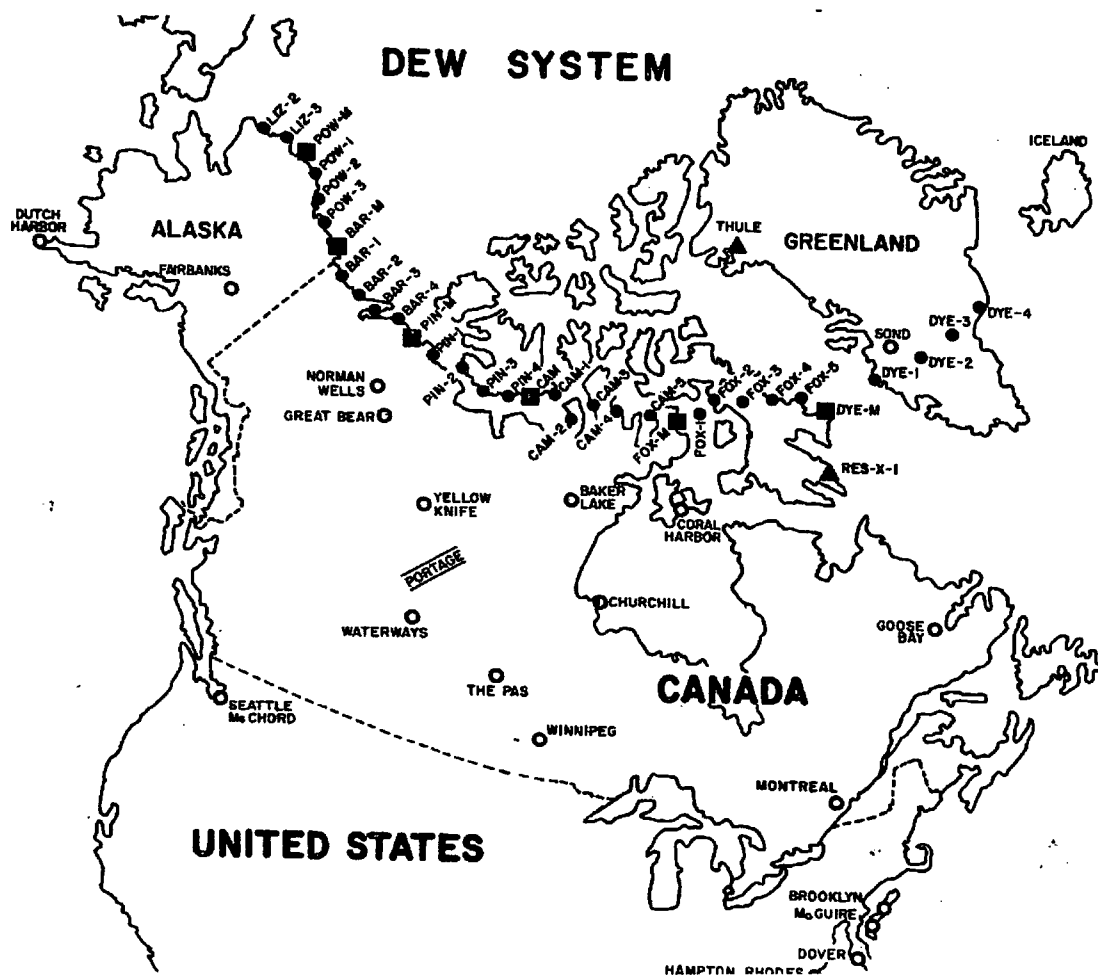 DEW SYSTEM
ICELAND
LIZ-2
LIZ-3
POW-M
POW-1
POW-2
POW-3
BAR-M
BAR-1
BAR-2
BAR-3
BAR-4
PIN-M
PIN-1
PIN-2
PIN-3
PIN-4
CAM
CAM-1
CAM-2
CAM-3
CAM-4
CAM-5
FOX-M
FOX-1
FOX-2
FOX-3
FOX-4
FOX-5
DYE-M
DYE-1
DYE-2
DYE-3
DYE-4
SOND
THULE
GREENLAND
RES-X-1
DUTCH
HARBOR
ALASKA
FAIRBANKS
NORMAN
WELLS
GREAT BEAR
YELLOW
KNIFE
BAKER
LAKE
CORAL
HARBOR
PORTAGE
WATERWAYS
CHURCHILL
GOOSE
BAY
THE PAS
CANADA
SEATTLE
McCHORD
WINNIPEG
MONTREAL
UNITED STATES
BROOKLYN
McGUIRE
DOVER
HAMPTON RHODES